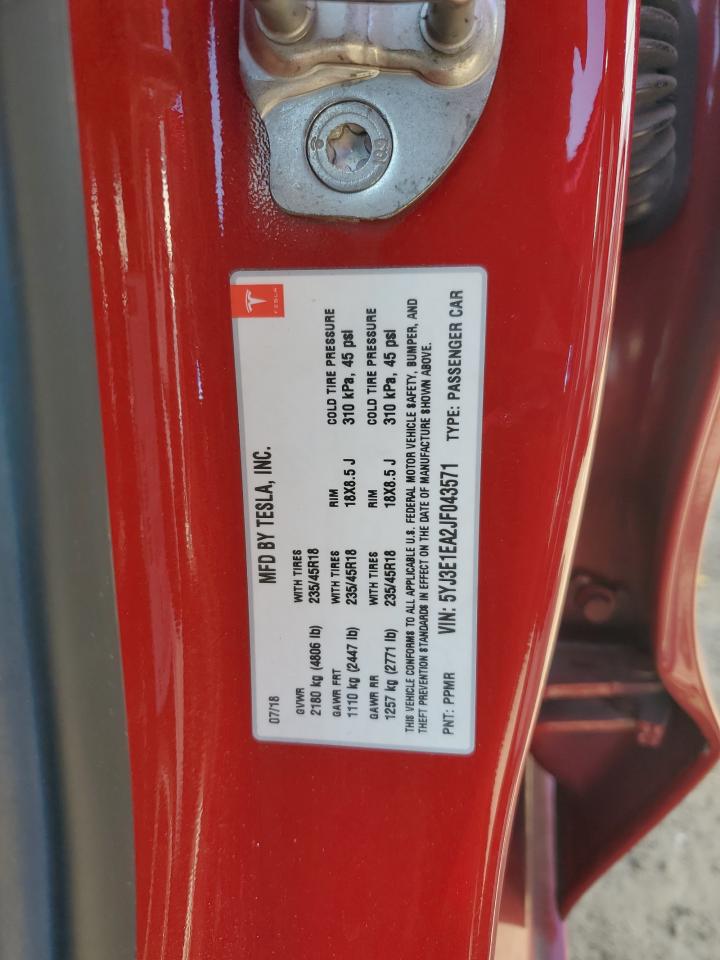 TESLA
07/18 MFD BY TESLA, INC.
GVWR WITH TIRES
2180 kg (4806 lb) 235/45R18
GAWR FRT WITH TIRES RIM COLD TIRE PRESSURE
1110 kg (2447 lb) 235/45R18 18X8.5 J 310 kPa, 45 psi
GAWR RR WITH TIRES RIM COLD TIRE PRESSURE
1257 kg (2771 lb) 235/45R18 18X8.5 J 310 kPa, 45 psi
THIS VEHICLE CONFORMS TO ALL APPLICABLE U.S. FEDERAL MOTOR VEHICLE SAFETY, BUMPER, AND
THEFT PREVENTION STANDARDS IN EFFECT ON THE DATE OF MANUFACTURE SHOWN ABOVE.
PNT: PPMR VIN: 5YJ3E1EA2JF043571 TYPE: PASSENGER CAR